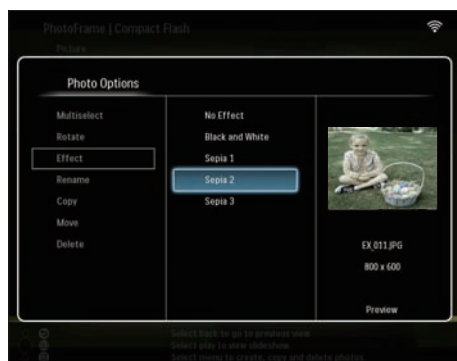 PhotoFrame | Compact Flash
Picture
Photo Options
Multiselect
Rotate
Effect
Rename
Copy
Move
Delete
No Effect
Black and White
Sepia 1
Sepia 2
Sepia 3
EX_011.JPG
800 x 600
Preview
Select back to go to previous view
Select play to view slideshow
Select menu to create, copy and delete photos